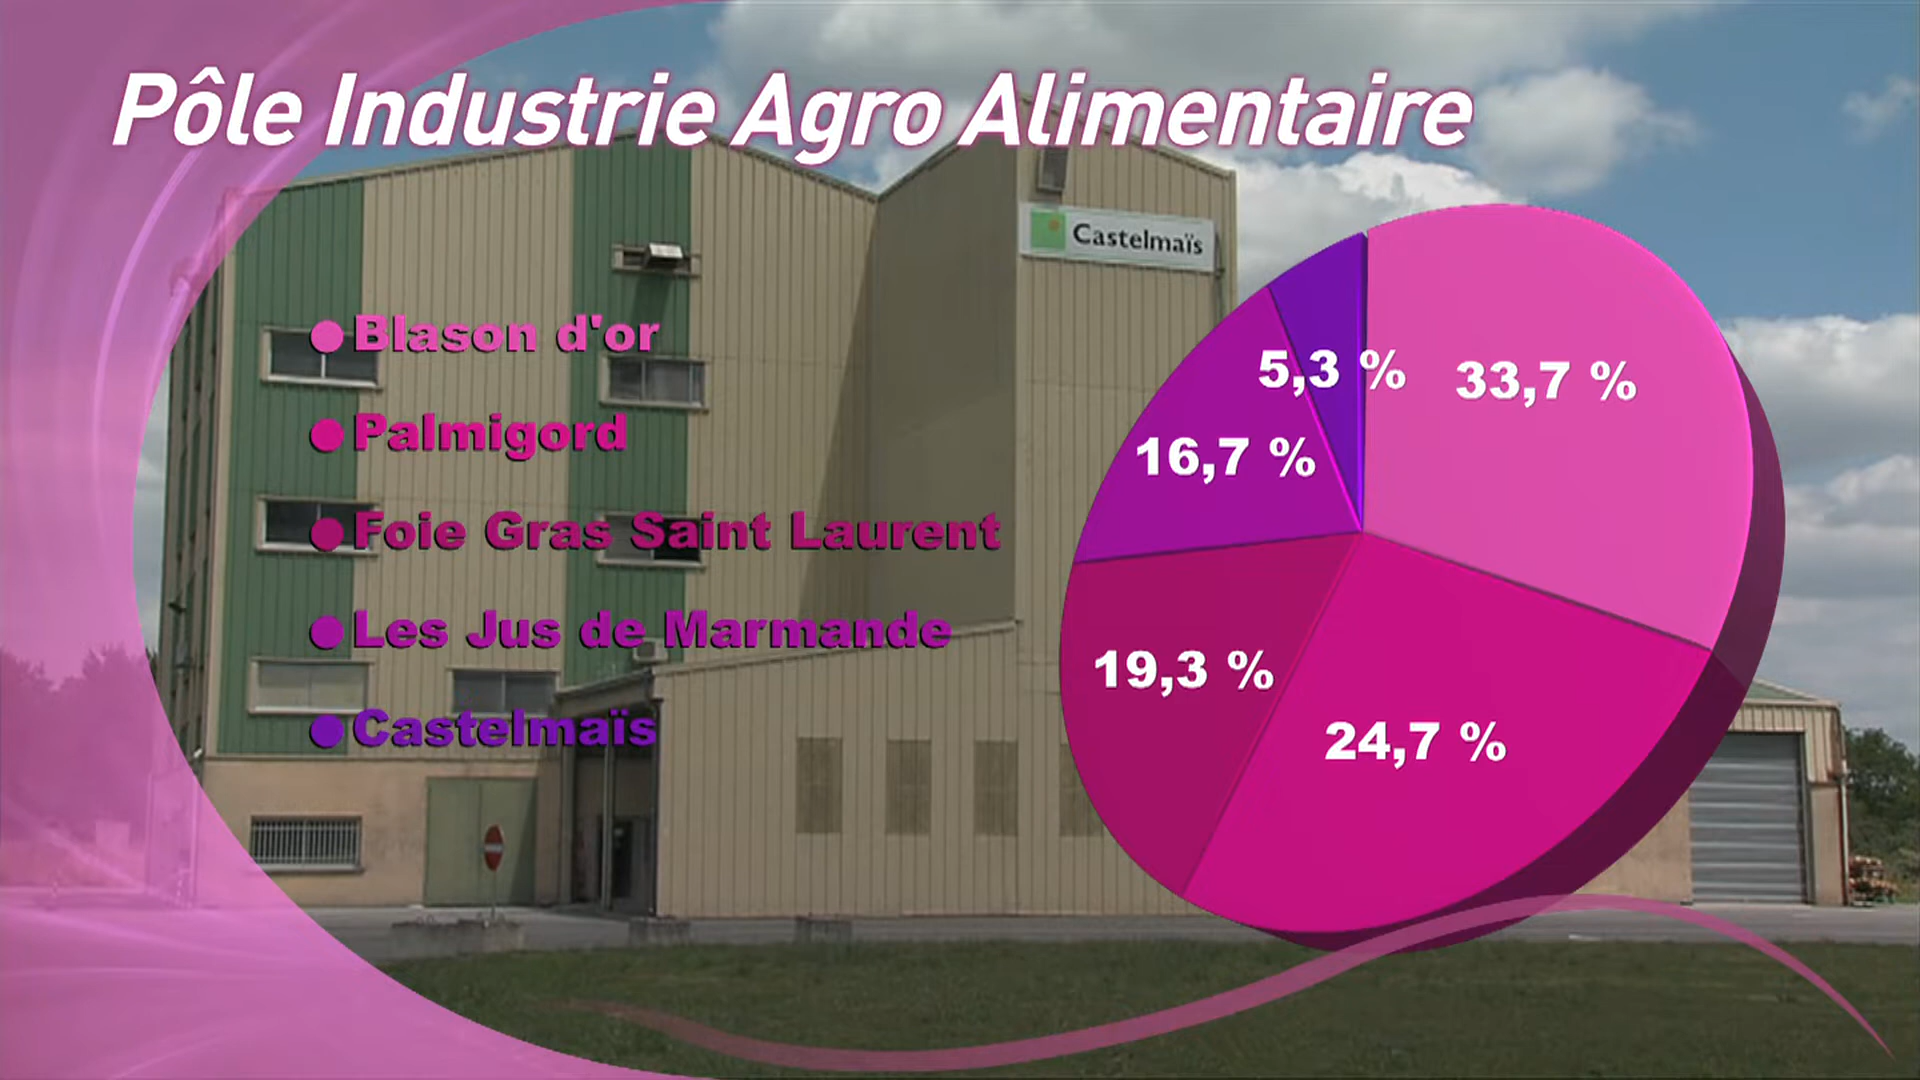 Pôle Industrie Agro Alimentaire
Castelmaïs
Blason d'or
Palmigord
Foie Gras Saint Laurent
Les Jus de Marmande
Castelmaïs
5,3 %
33,7 %
16,7 %
19,3 %
24,7 %